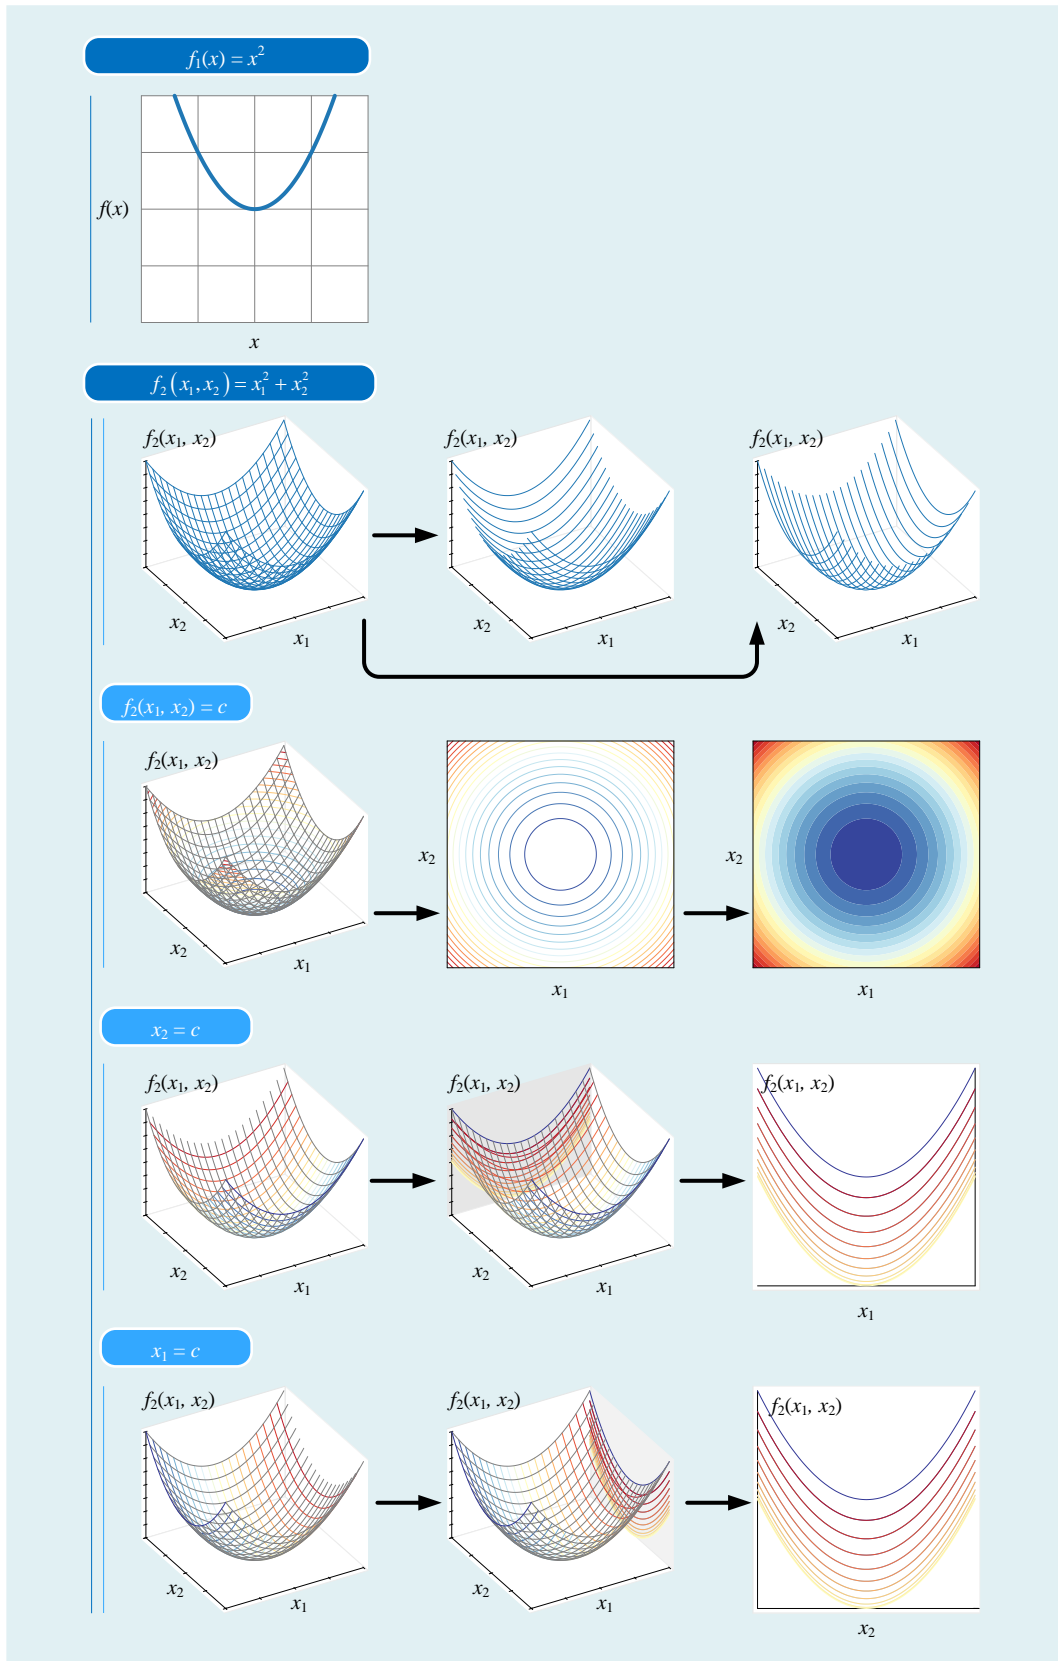 f₁(x) = x²
f(x)
x
f₂(x₁, x₂) = x₁² + x₂²
f₂(x₁, x₂) f₂(x₁, x₂) f₂(x₁, x₂)
x₂ x₁ x₂ x₁ x₂ x₁
f₂(x₁, x₂) = c
f₂(x₁, x₂)
x₂ x₂
x₂ x₁
x₁ x₁
x₂ = c
f₂(x₁, x₂) f₂(x₁, x₂) f₂(x₁, x₂)
x₂ x₁ x₂ x₁
x₁
x₁ = c
f₂(x₁, x₂) f₂(x₁, x₂) f₂(x₁, x₂)
x₂ x₁ x₂ x₁
x₂